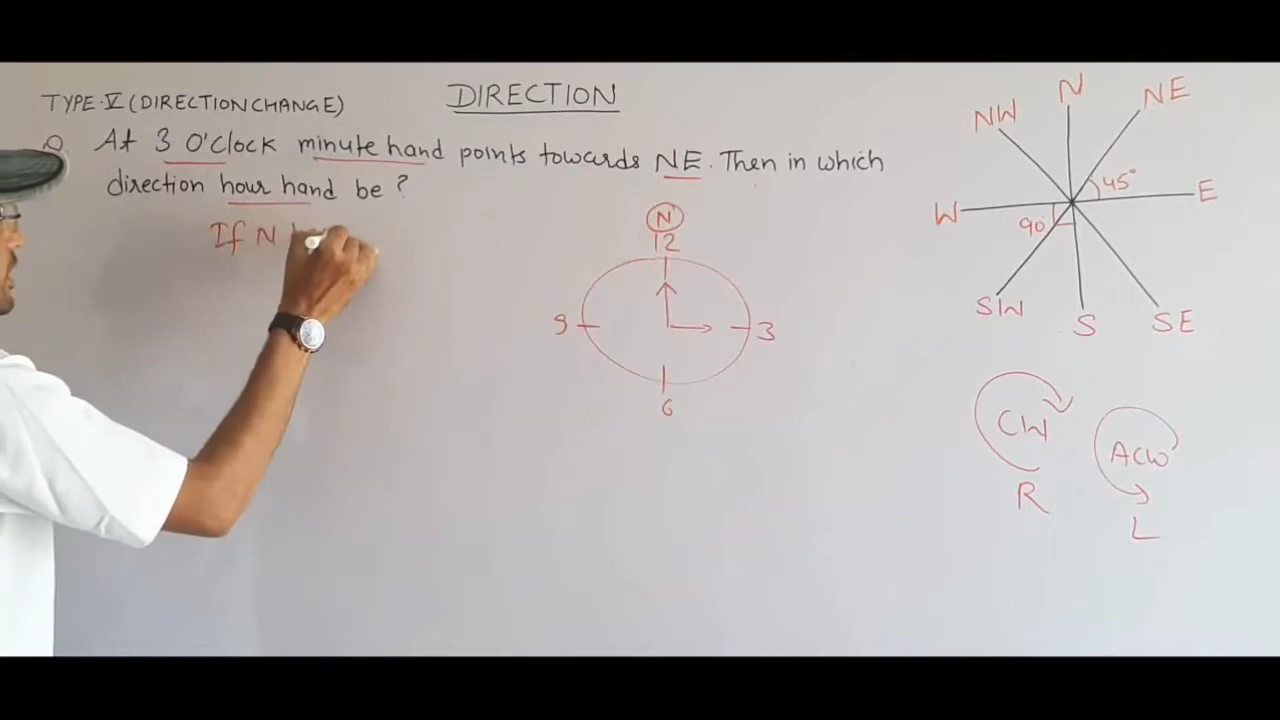 DIRECTION
TYPE-V (DIRECTION CHANGE)
Q. At 3 O'Clock minute hand points towards NE. Then in which
direction hour hand be?
If N
N
12
9
3
6
N
NW
NE
45°
W
E
90°
SW
S
SE
CW
R
ACW
L